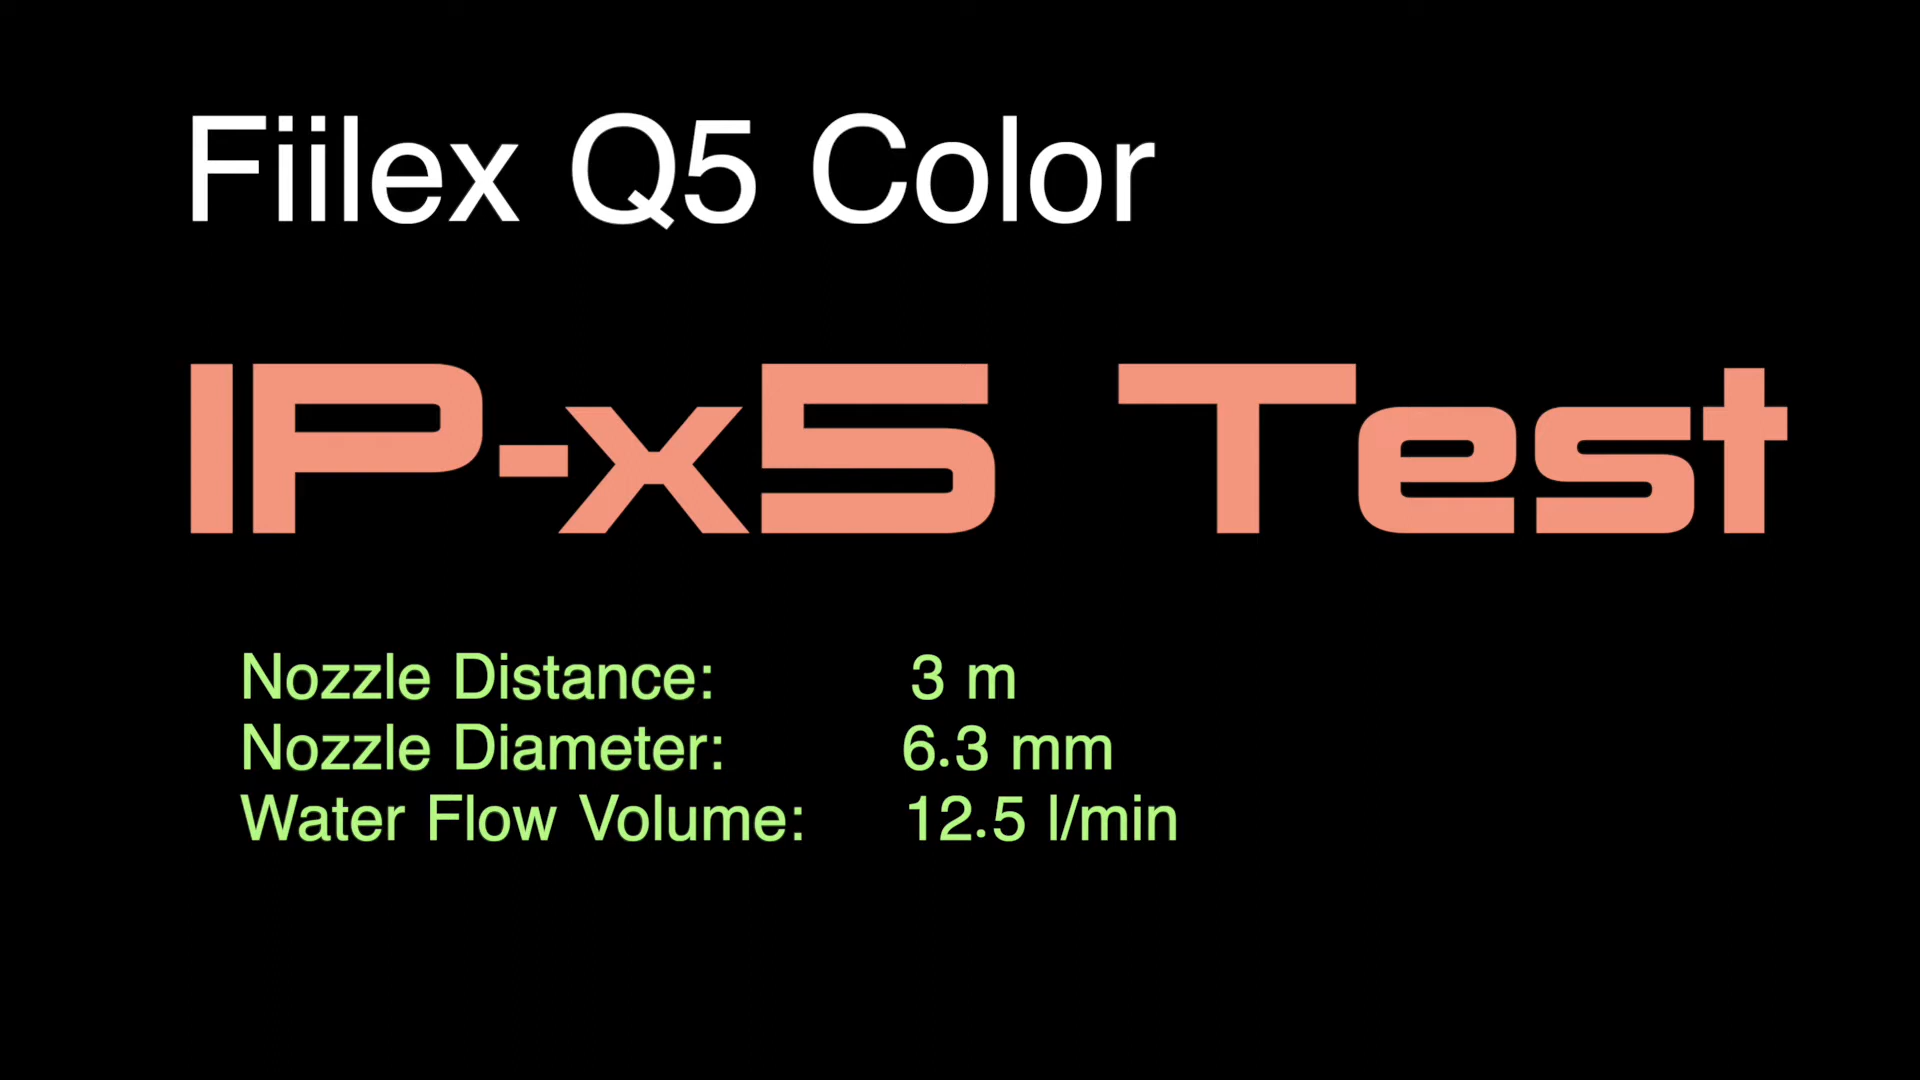 Fiilex Q5 Color
IP-x5 Test
Nozzle Distance: 3 m
Nozzle Diameter: 6.3 mm
Water Flow Volume: 12.5 l/min